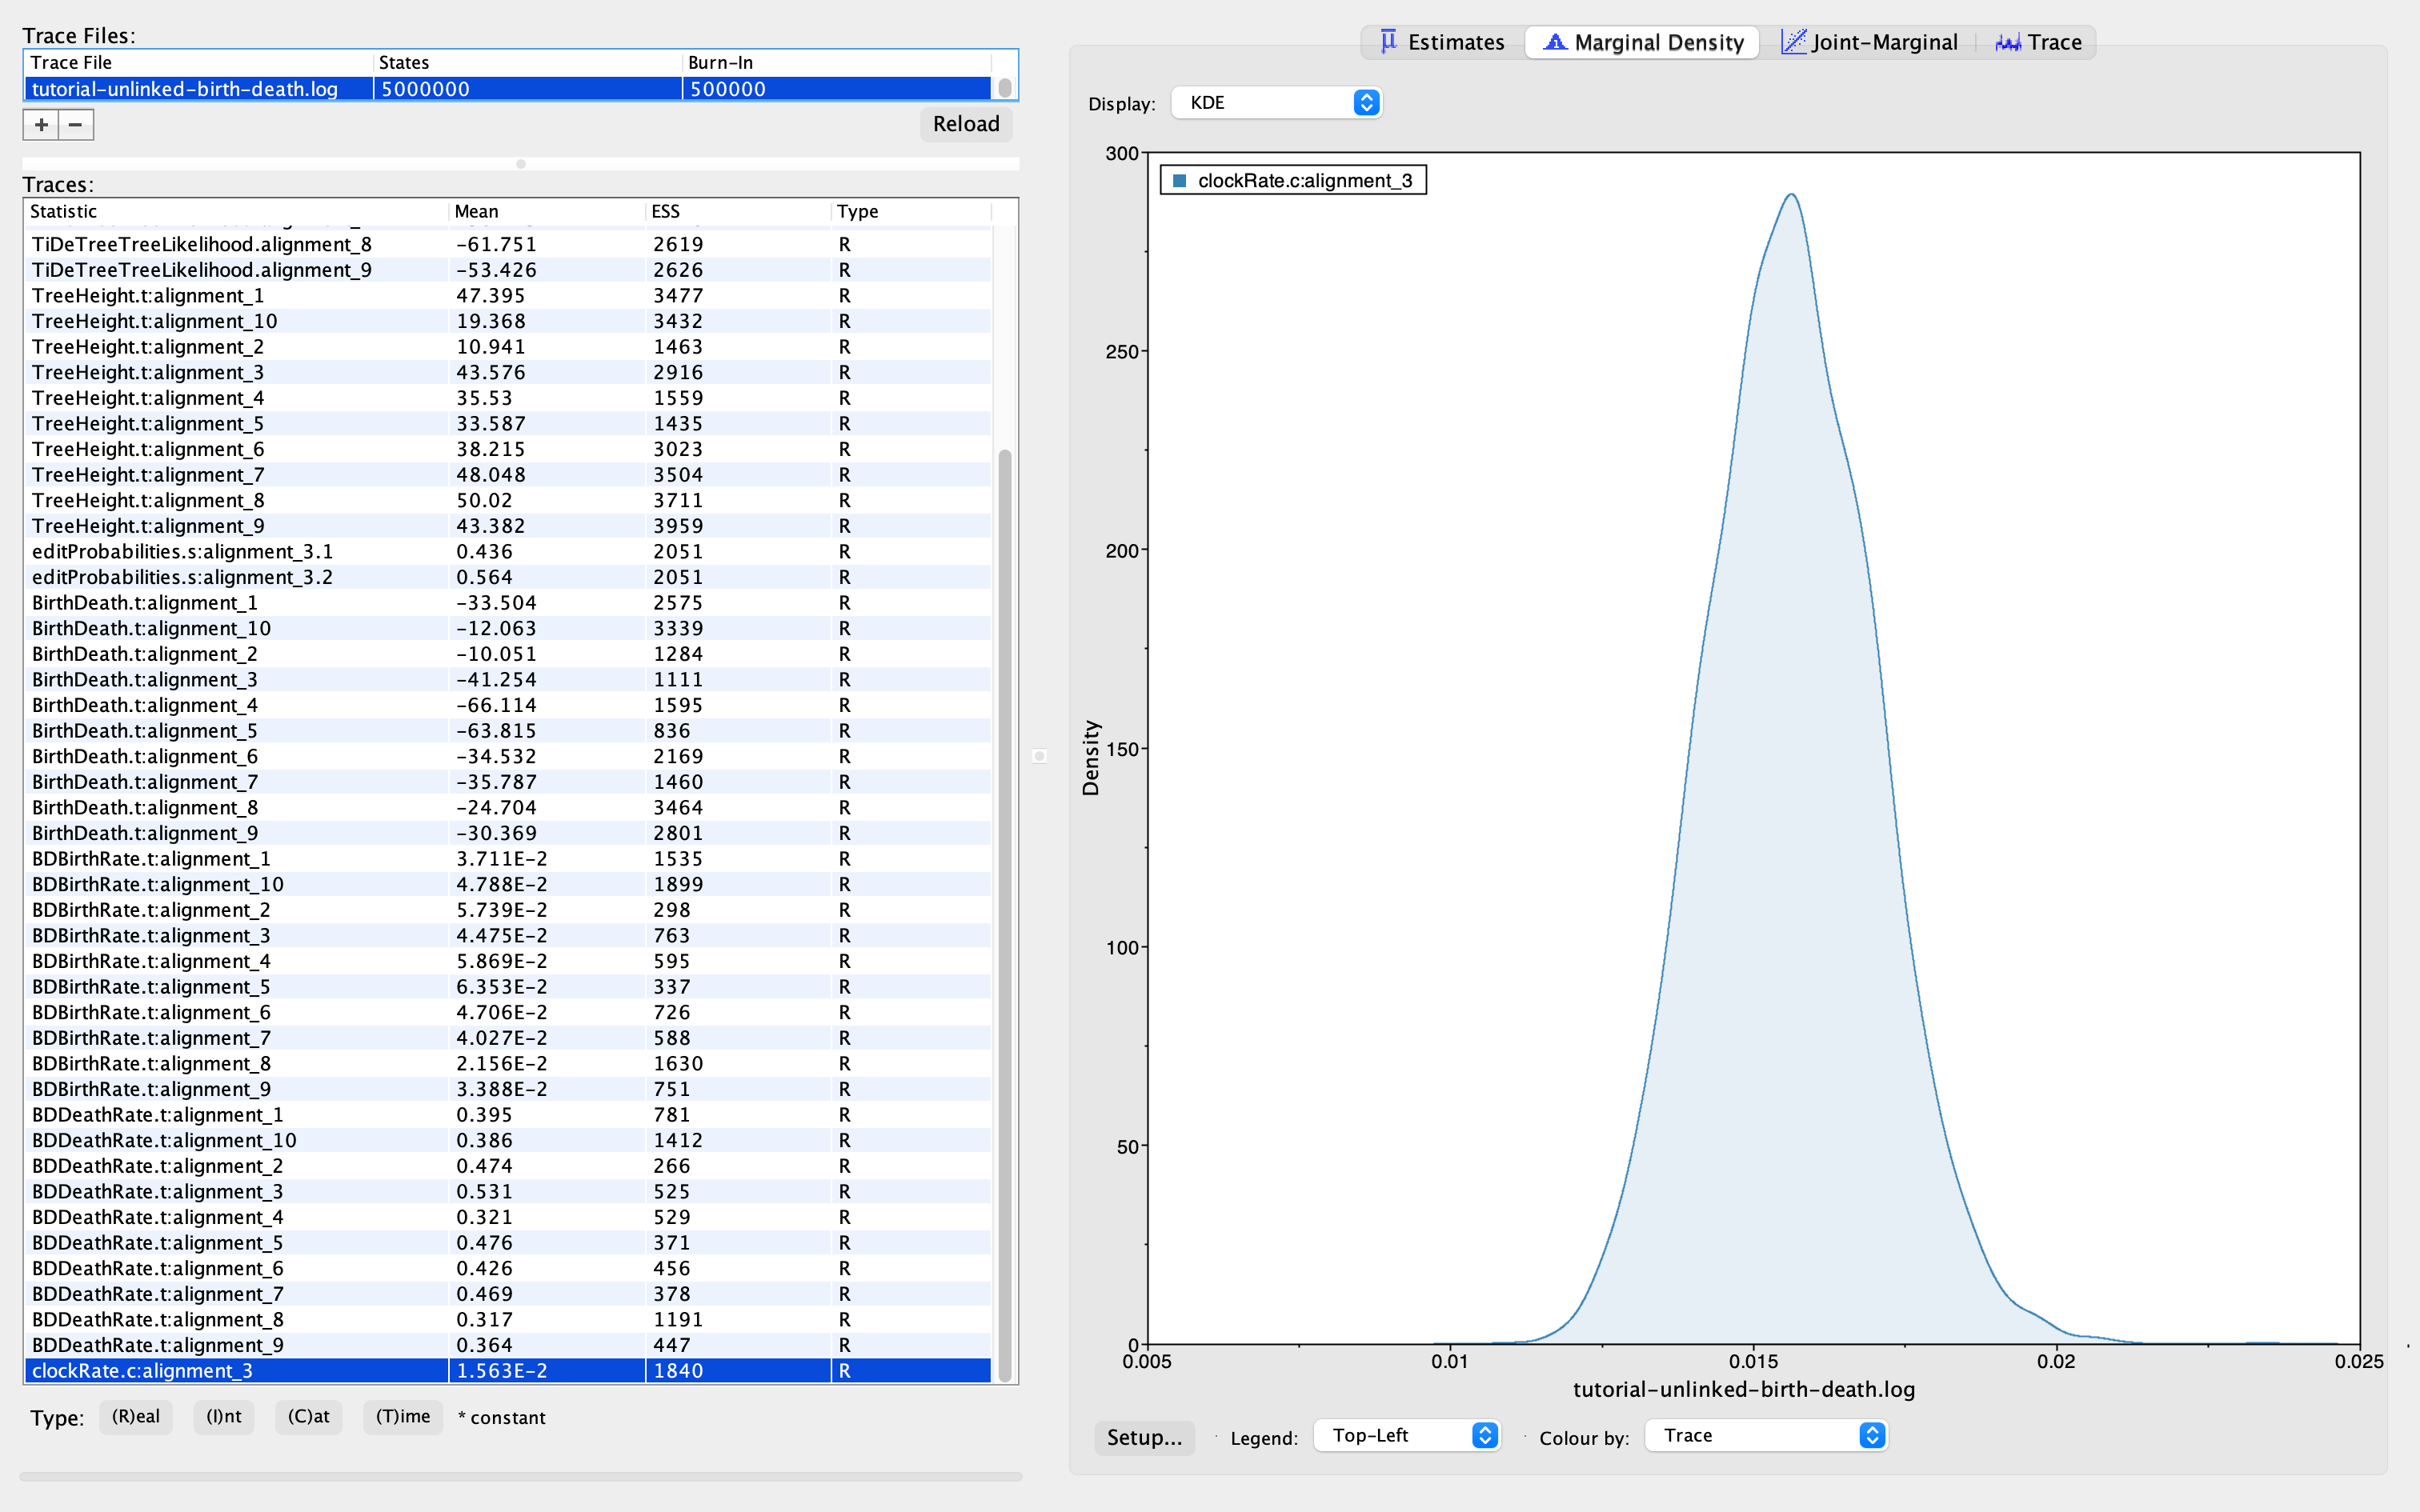 Trace Files:
Trace File States Burn-In
tutorial-unlinked-birth-death.log 5000000 500000
+ − Reload
Traces:
Statistic Mean ESS Type
TiDeTreeTreeLikelihood.alignment_8 -61.751 2619 R
TiDeTreeTreeLikelihood.alignment_9 -53.426 2626 R
TreeHeight.t:alignment_1 47.395 3477 R
TreeHeight.t:alignment_10 19.368 3432 R
TreeHeight.t:alignment_2 10.941 1463 R
TreeHeight.t:alignment_3 43.576 2916 R
TreeHeight.t:alignment_4 35.53 1559 R
TreeHeight.t:alignment_5 33.587 1435 R
TreeHeight.t:alignment_6 38.215 3023 R
TreeHeight.t:alignment_7 48.048 3504 R
TreeHeight.t:alignment_8 50.02 3711 R
TreeHeight.t:alignment_9 43.382 3959 R
editProbabilities.s:alignment_3.1 0.436 2051 R
editProbabilities.s:alignment_3.2 0.564 2051 R
BirthDeath.t:alignment_1 -33.504 2575 R
BirthDeath.t:alignment_10 -12.063 3339 R
BirthDeath.t:alignment_2 -10.051 1284 R
BirthDeath.t:alignment_3 -41.254 1111 R
BirthDeath.t:alignment_4 -66.114 1595 R
BirthDeath.t:alignment_5 -63.815 836 R
BirthDeath.t:alignment_6 -34.532 2169 R
BirthDeath.t:alignment_7 -35.787 1460 R
BirthDeath.t:alignment_8 -24.704 3464 R
BirthDeath.t:alignment_9 -30.369 2801 R
BDBirthRate.t:alignment_1 3.711E-2 1535 R
BDBirthRate.t:alignment_10 4.788E-2 1899 R
BDBirthRate.t:alignment_2 5.739E-2 298 R
BDBirthRate.t:alignment_3 4.475E-2 763 R
BDBirthRate.t:alignment_4 5.869E-2 595 R
BDBirthRate.t:alignment_5 6.353E-2 337 R
BDBirthRate.t:alignment_6 4.706E-2 726 R
BDBirthRate.t:alignment_7 4.027E-2 588 R
BDBirthRate.t:alignment_8 2.156E-2 1630 R
BDBirthRate.t:alignment_9 3.388E-2 751 R
BDDeathRate.t:alignment_1 0.395 781 R
BDDeathRate.t:alignment_10 0.386 1412 R
BDDeathRate.t:alignment_2 0.474 266 R
BDDeathRate.t:alignment_3 0.531 525 R
BDDeathRate.t:alignment_4 0.321 529 R
BDDeathRate.t:alignment_5 0.476 371 R
BDDeathRate.t:alignment_6 0.426 456 R
BDDeathRate.t:alignment_7 0.469 378 R
BDDeathRate.t:alignment_8 0.317 1191 R
BDDeathRate.t:alignment_9 0.364 447 R
clockRate.c:alignment_3 1.563E-2 1840 R
Type: (R)eal (I)nt (C)at (T)ime * constant
Estimates Marginal Density Joint-Marginal Trace
Display: KDE
clockRate.c:alignment_3
300
250
200
150
100
50
0
Density
0.005 0.01 0.015 0.02 0.025
tutorial-unlinked-birth-death.log
Setup... Legend: Top-Left Colour by: Trace